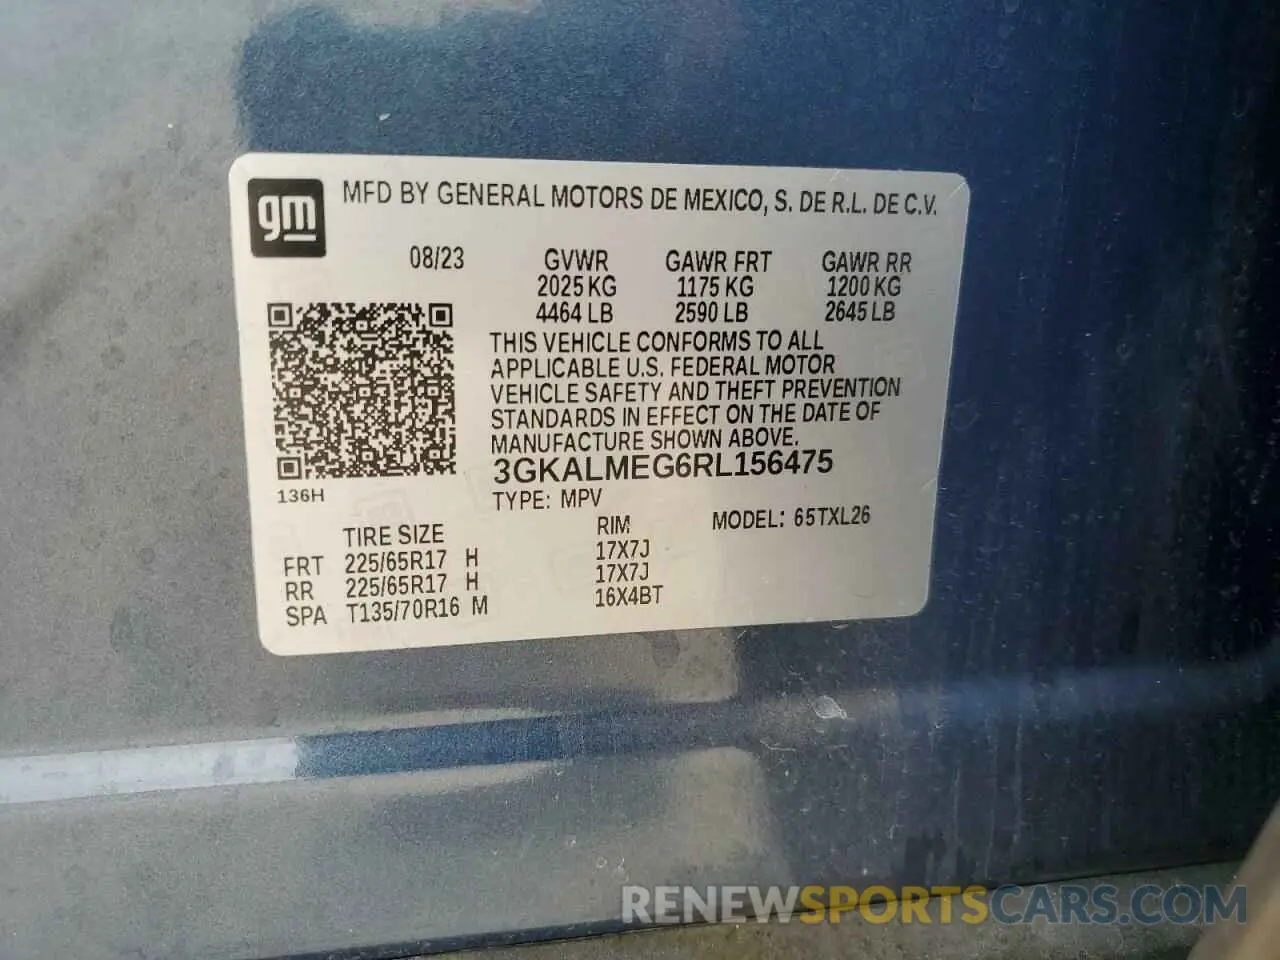 gm MFD BY GENERAL MOTORS DE MEXICO, S. DE R.L. DE C.V.
08/23 GVWR GAWR FRT GAWR RR
2025 KG 1175 KG 1200 KG
4464 LB 2590 LB 2645 LB
THIS VEHICLE CONFORMS TO ALL
APPLICABLE U.S. FEDERAL MOTOR
VEHICLE SAFETY AND THEFT PREVENTION
STANDARDS IN EFFECT ON THE DATE OF
MANUFACTURE SHOWN ABOVE.
3GKALMEG6RL156475
136H
TYPE: MPV MODEL: 65TXL26
TIRE SIZE RIM
FRT 225/65R17 H 17X7J
RR 225/65R17 H 17X7J
SPA T135/70R16 M 16X4BT
RENEWSPORTSCARS.COM